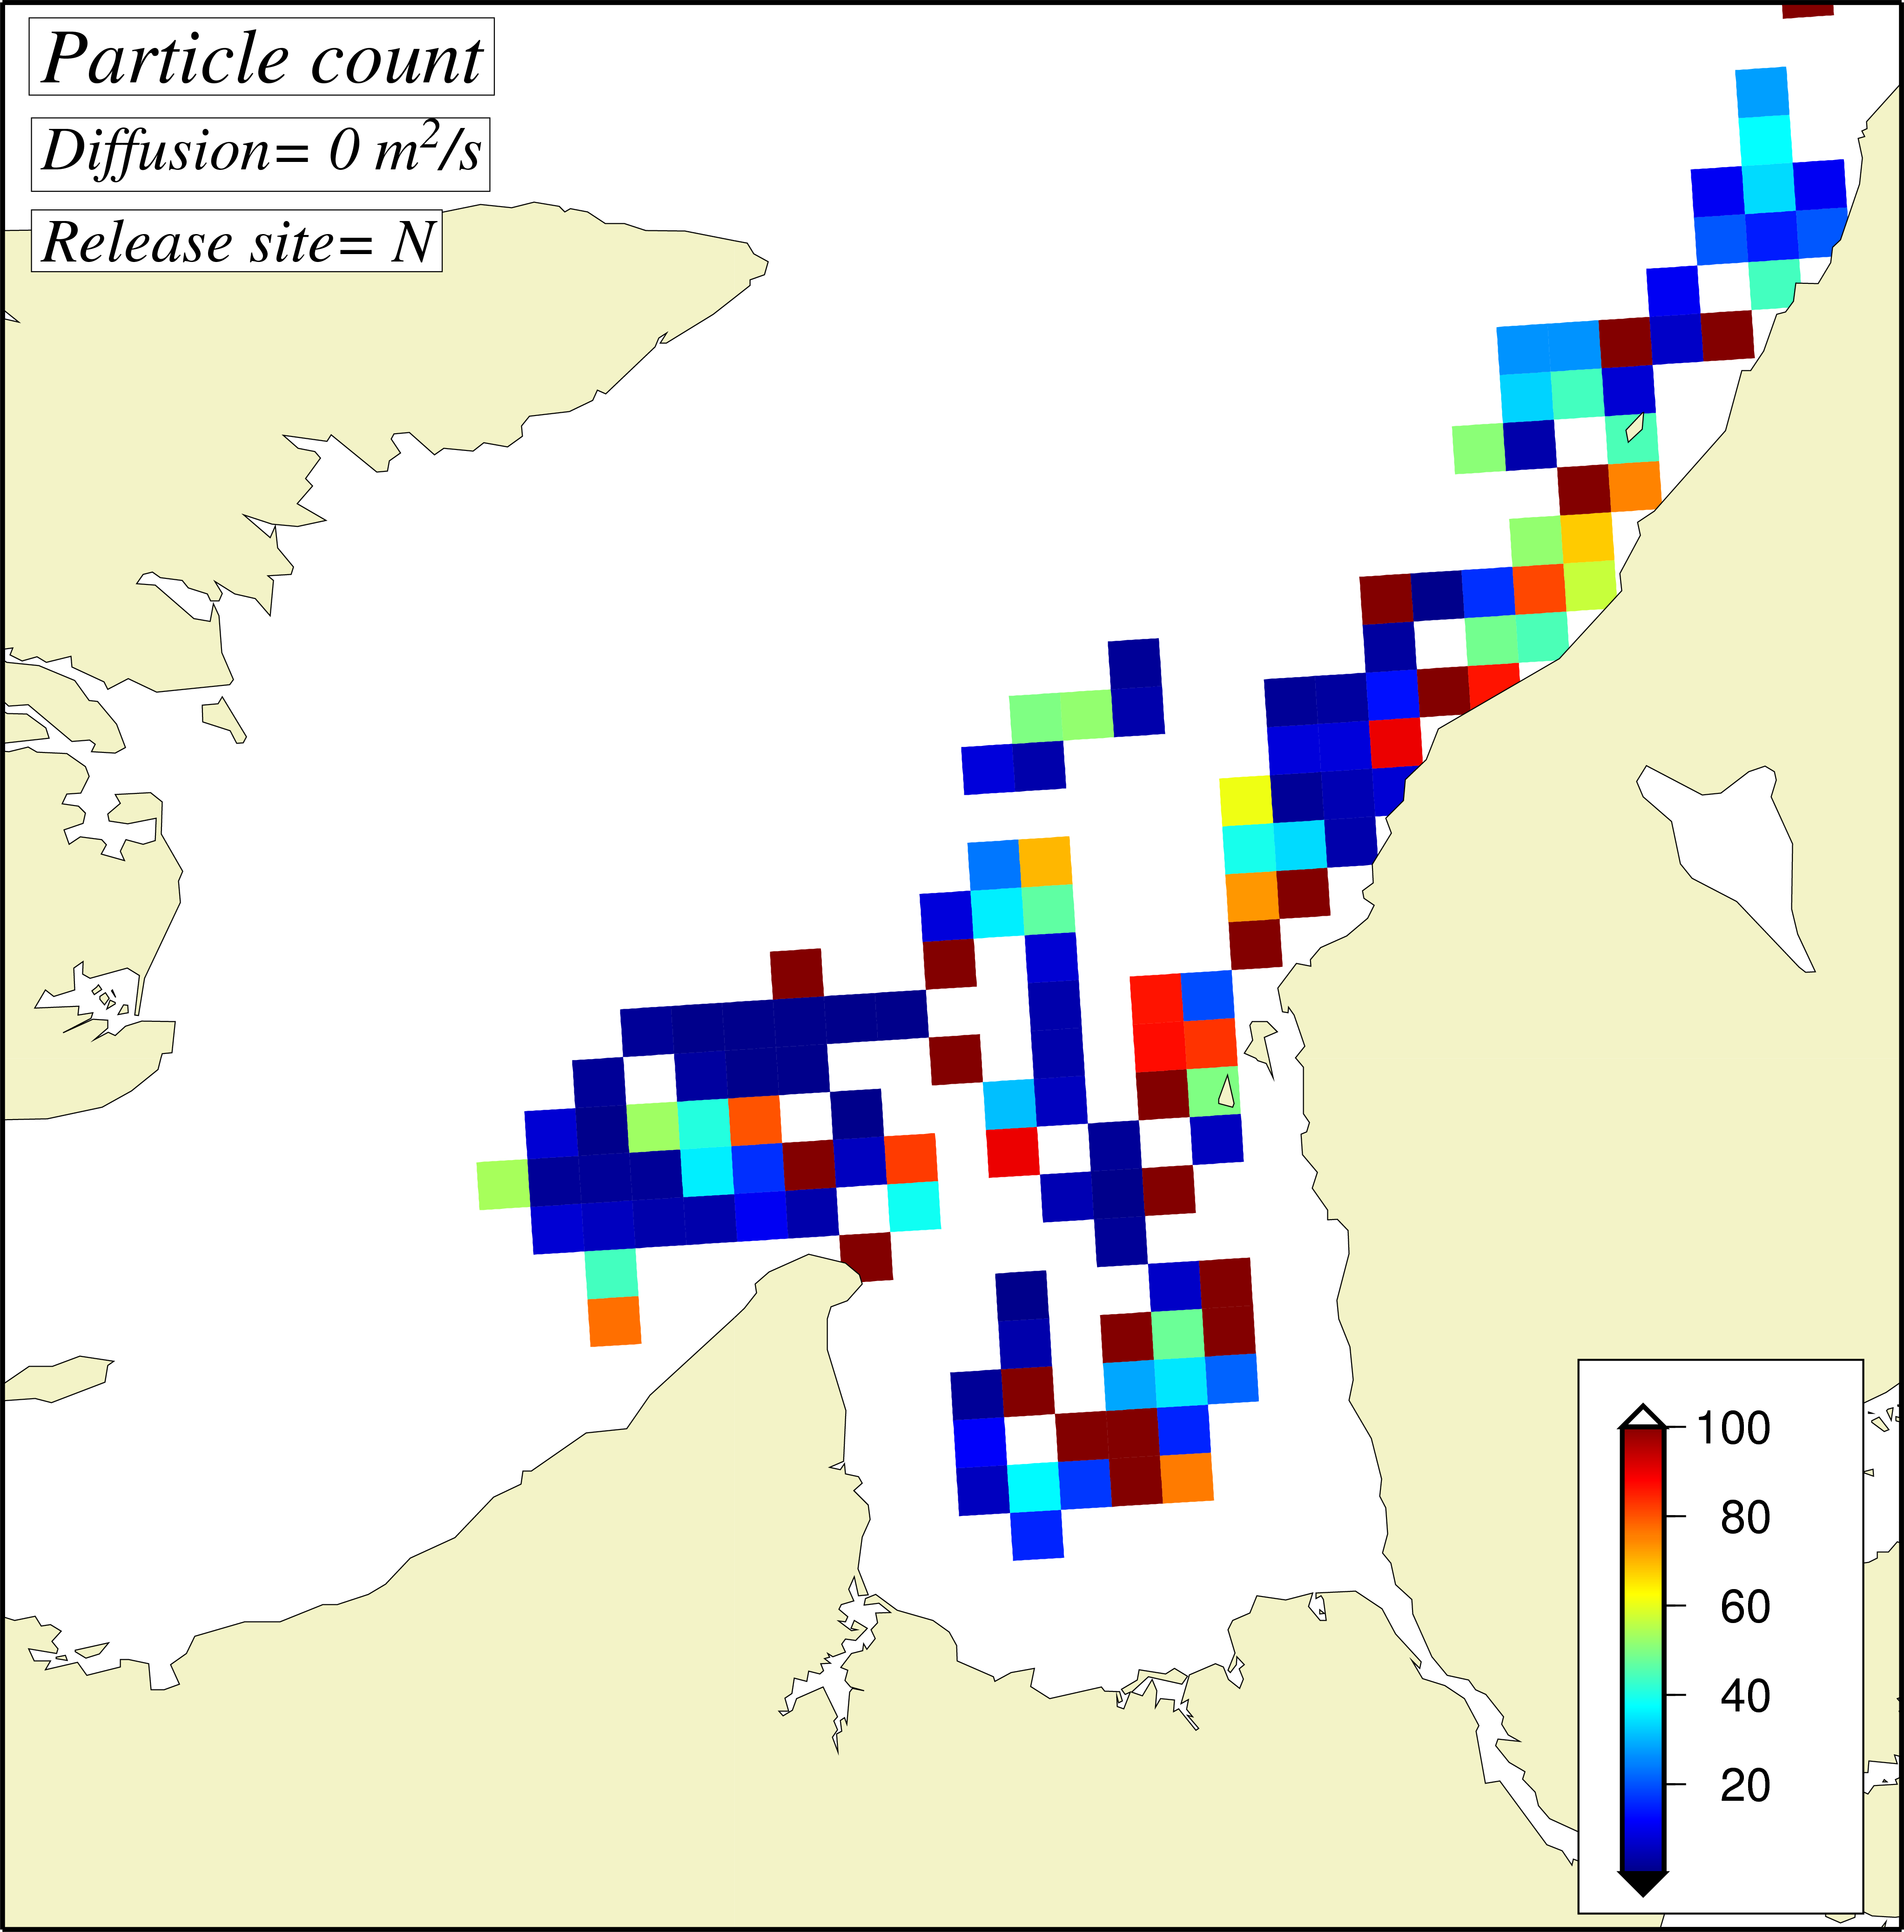 Particle count
Diffusion= 0 m²/s
Release site= N
100
80
60
40
20